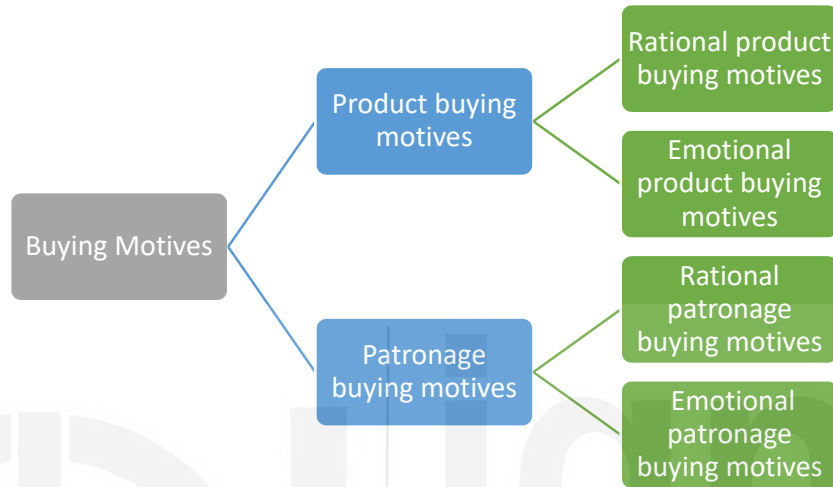 Buying Motives
Product buying
motives
Patronage
buying motives
Rational product
buying motives
Emotional
product buying
motives
Rational
patronage
buying motives
Emotional
patronage
buying motives